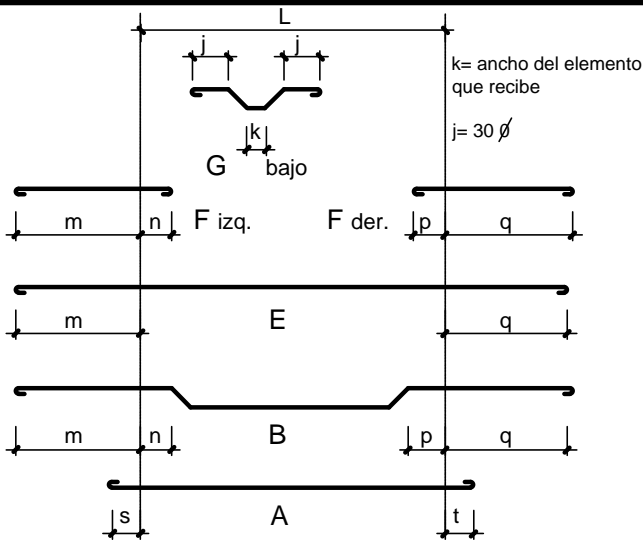 L
j j
k= ancho del elemento
que recibe
k
j= 30 Ø
G bajo
m n F izq. F der. p q
m E q
m n B p q
s A t